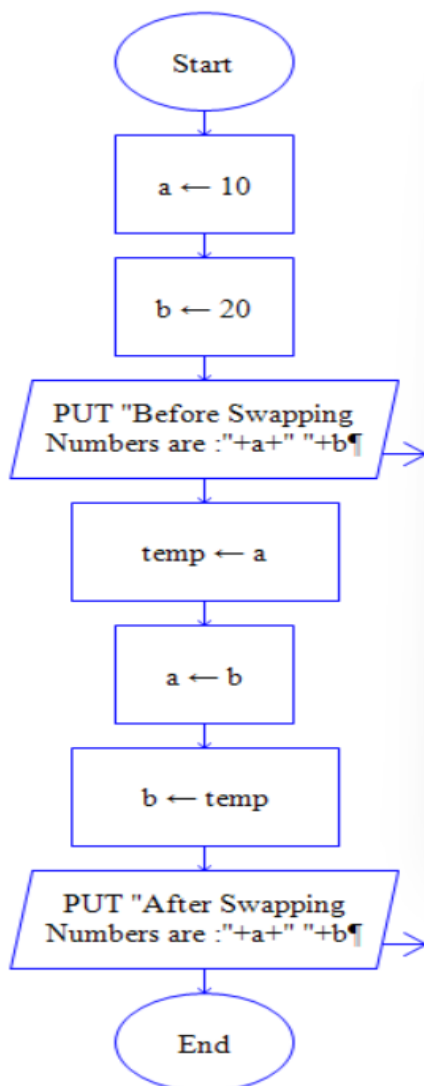 Start
a ← 10
b ← 20
PUT "Before Swapping
Numbers are :"+a+" "+b¶
temp ← a
a ← b
b ← temp
PUT "After Swapping
Numbers are :"+a+" "+b¶
End